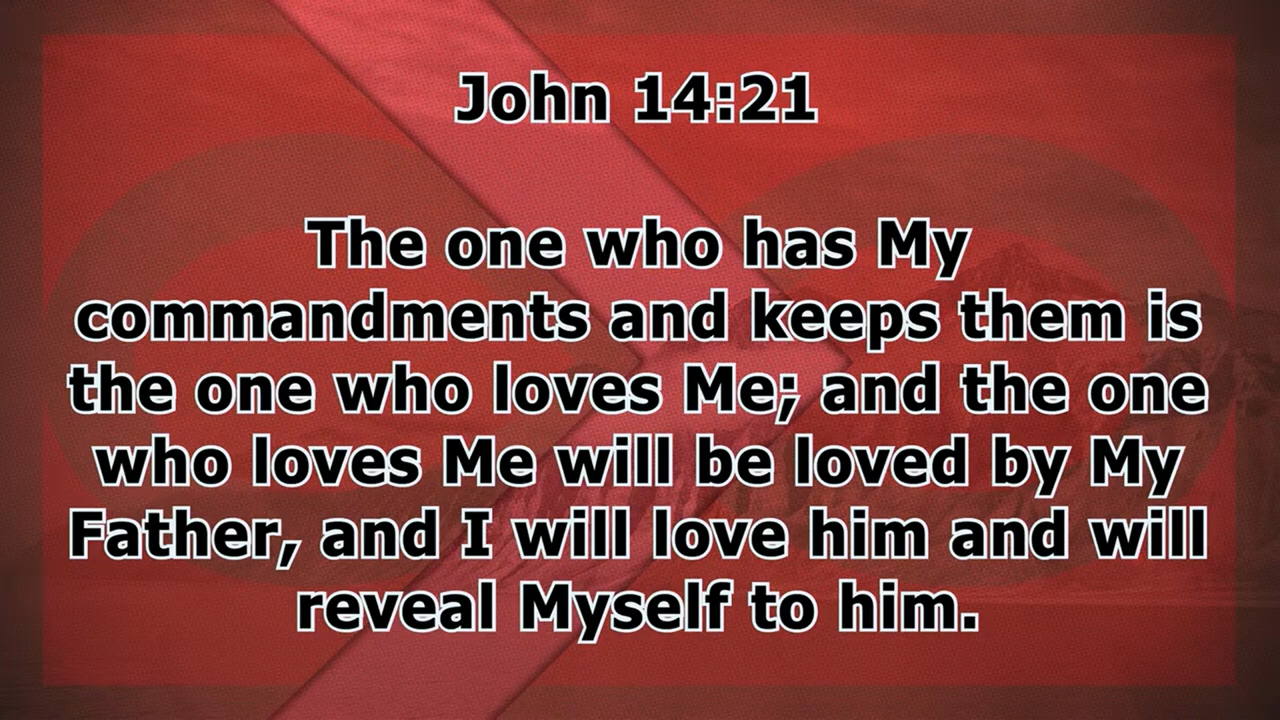 John 14:21
The one who has My
commandments and keeps them is
the one who loves Me; and the one
who loves Me will be loved by My
Father, and I will love him and will
reveal Myself to him.